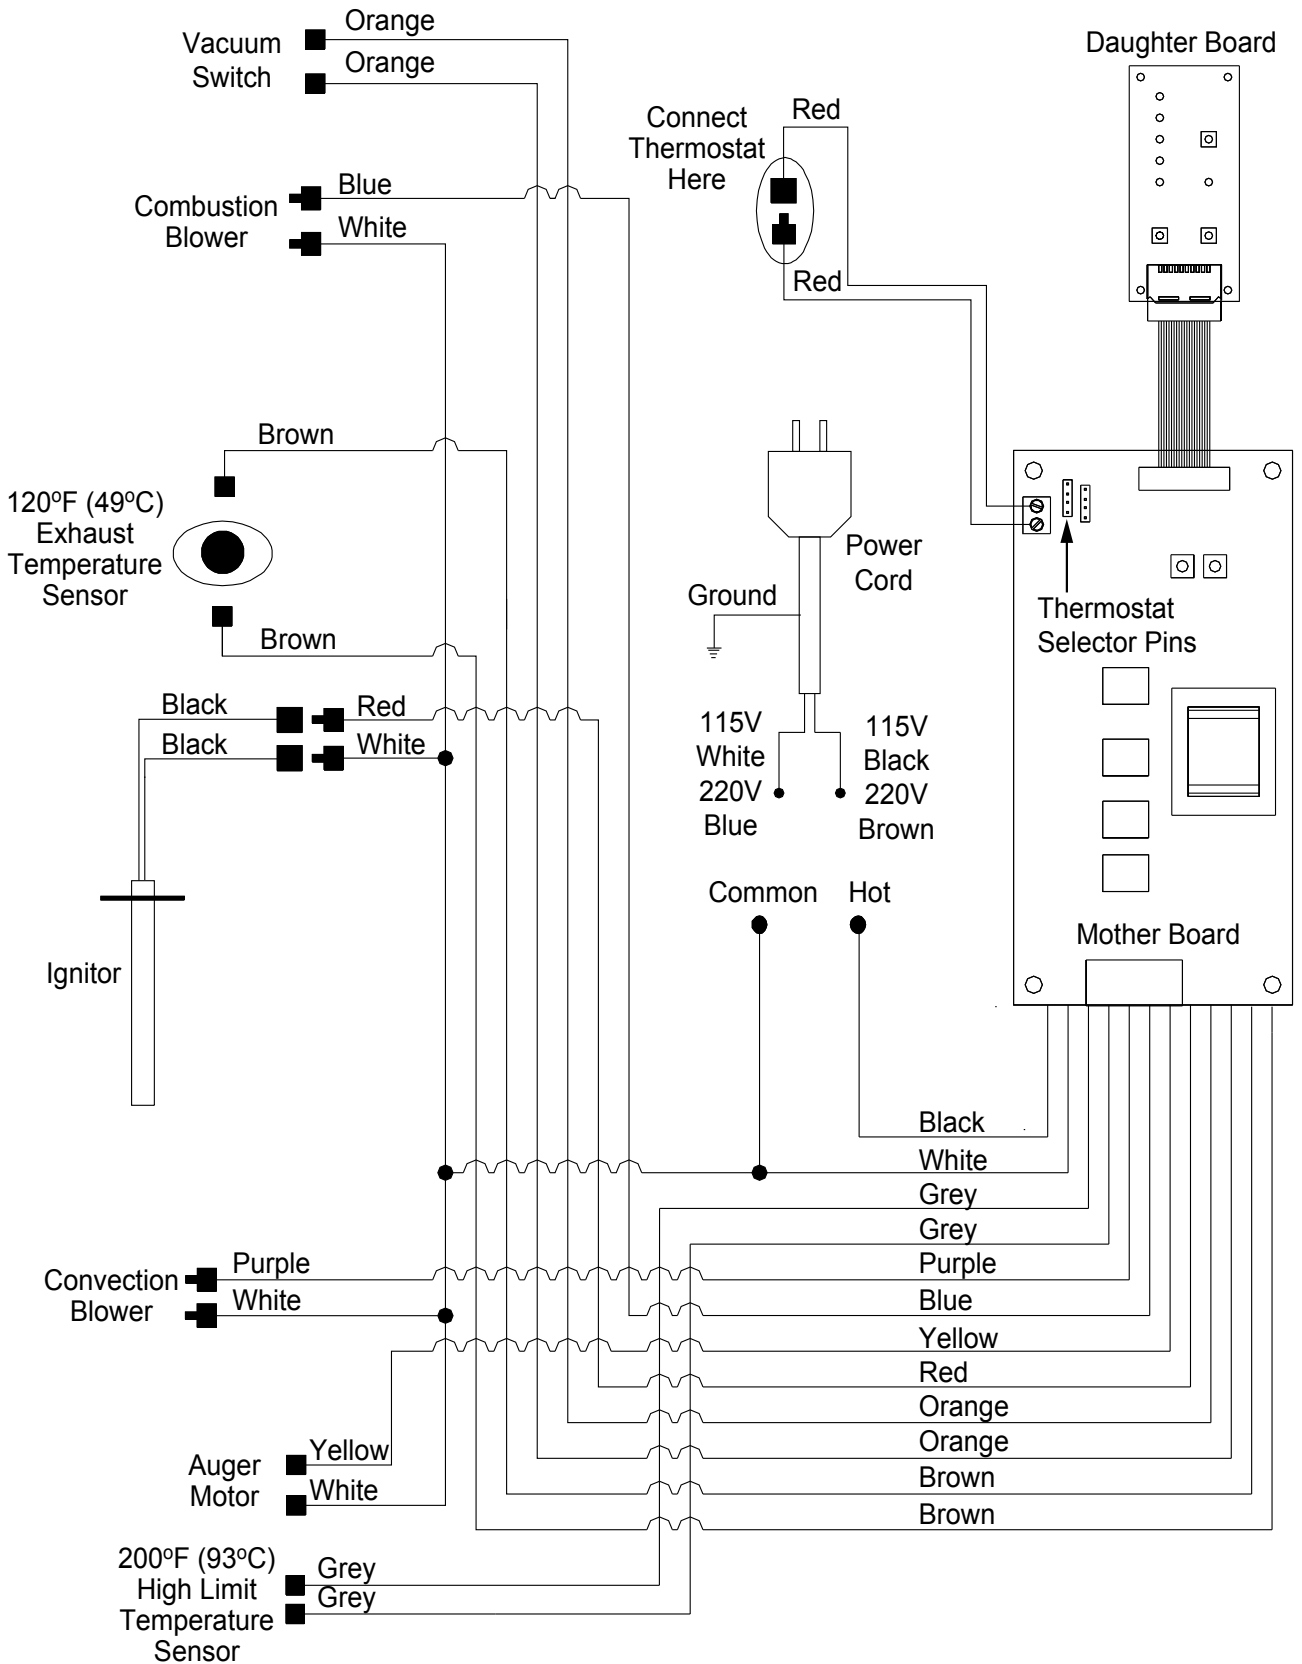 Vacuum
Switch
Orange
Orange
Daughter Board
Connect
Thermostat
Here
Red
Red
Combustion
Blower
Blue
White
Brown
120ºF (49ºC)
Exhaust
Temperature
Sensor
Brown
Power
Cord
Ground
Thermostat
Selector Pins
Black
Red
Black
White
115V
White
220V
Blue
115V
Black
220V
Brown
Common
Hot
Mother Board
Ignitor
Black
White
Grey
Grey
Purple
Blue
Yellow
Red
Orange
Orange
Brown
Brown
Convection
Blower
Purple
White
Auger
Motor
Yellow
White
200ºF (93ºC)
High Limit
Temperature
Sensor
Grey
Grey